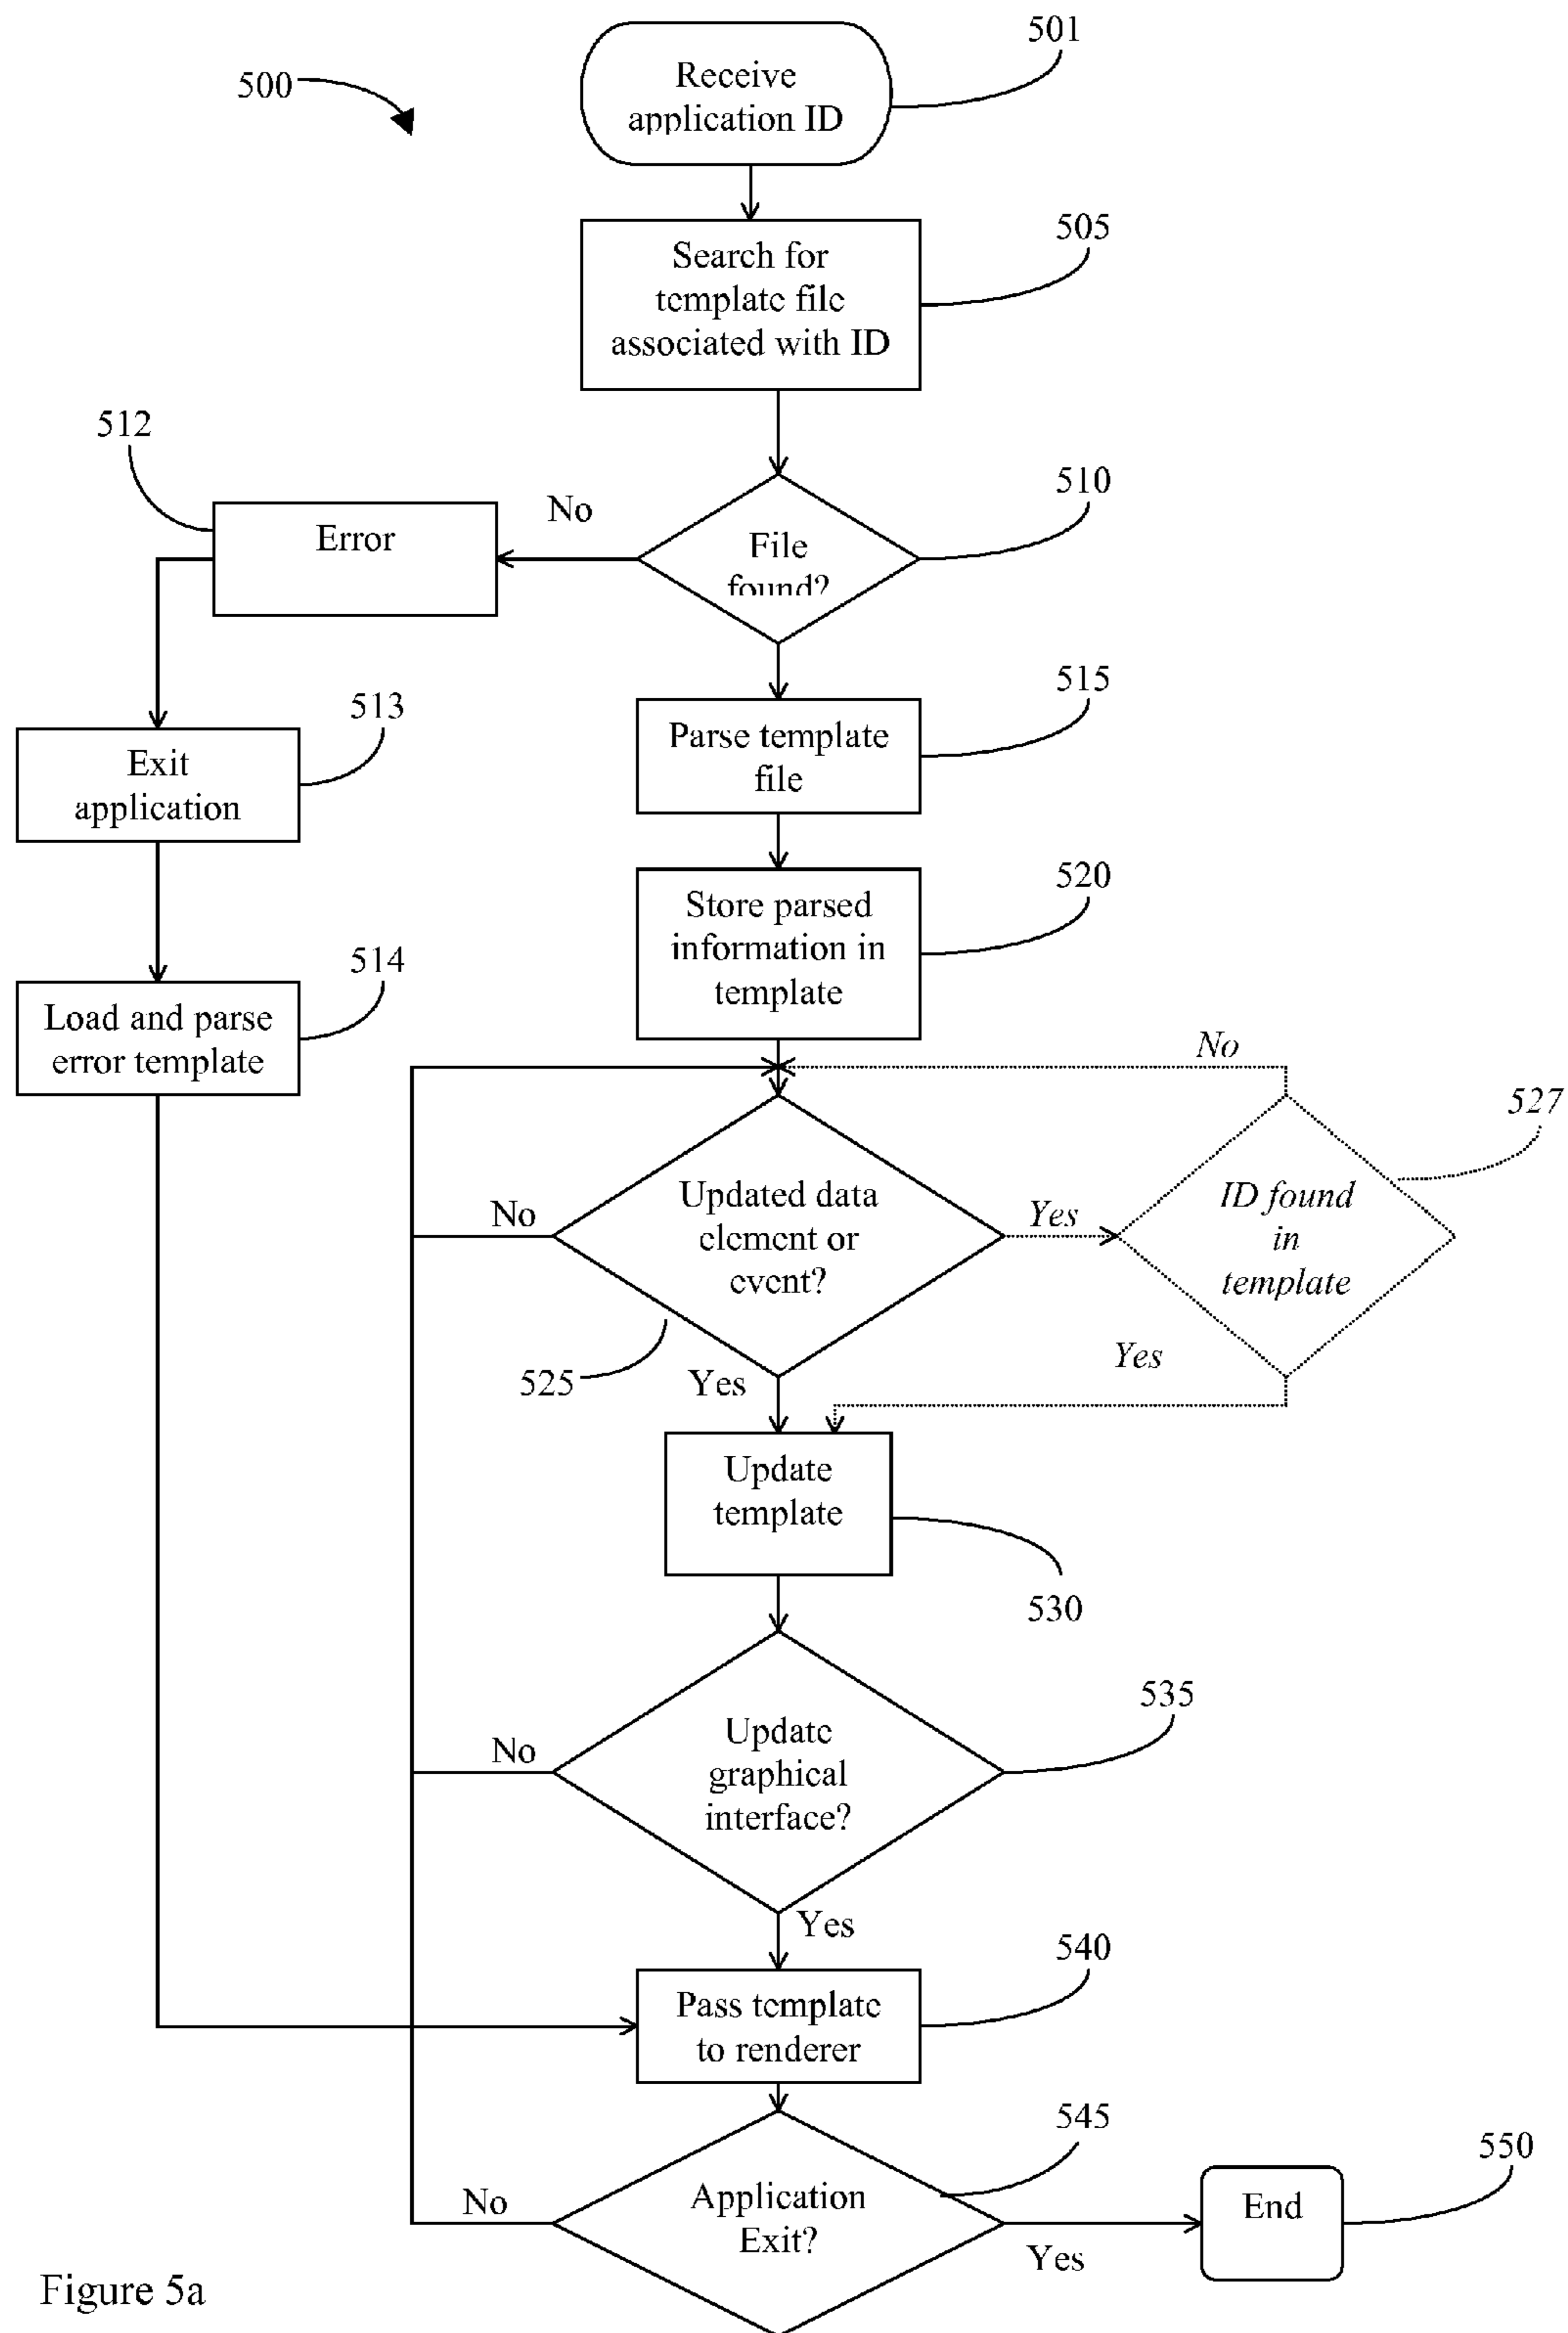 501
Receive
application ID
500
505
Search for
template file
associated with ID
512
510
No
Error
File
found?
515
513
Parse template
file
Exit
application
520
Store parsed
information in
template
514
Load and parse
error template
No
527
No
Updated data
element or
event?
Yes
ID found
in
template
Yes
525
Yes
Update
template
530
535
No
Update
graphical
interface?
Yes
540
Pass template
to renderer
545
550
No
Application
Exit?
End
Yes
Figure 5a